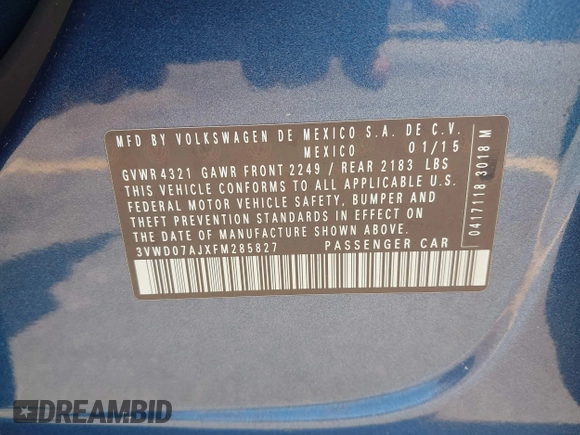 MFD BY VOLKSWAGEN DE MEXICO S.A. DE C.V.
MEXICO 01/15
GVWR 4321 GAWR FRONT 2249 / REAR 2183 LBS
THIS VEHICLE CONFORMS TO ALL APPLICABLE U.S.
FEDERAL MOTOR VEHICLE SAFETY, BUMPER AND
THEFT PREVENTION STANDARDS IN EFFECT ON
THE DATE OF MANUFACTURE SHOWN ABOVE.
3VWD07AJXFM285827 PASSENGER CAR
0417118 3018 M
DREAMBID